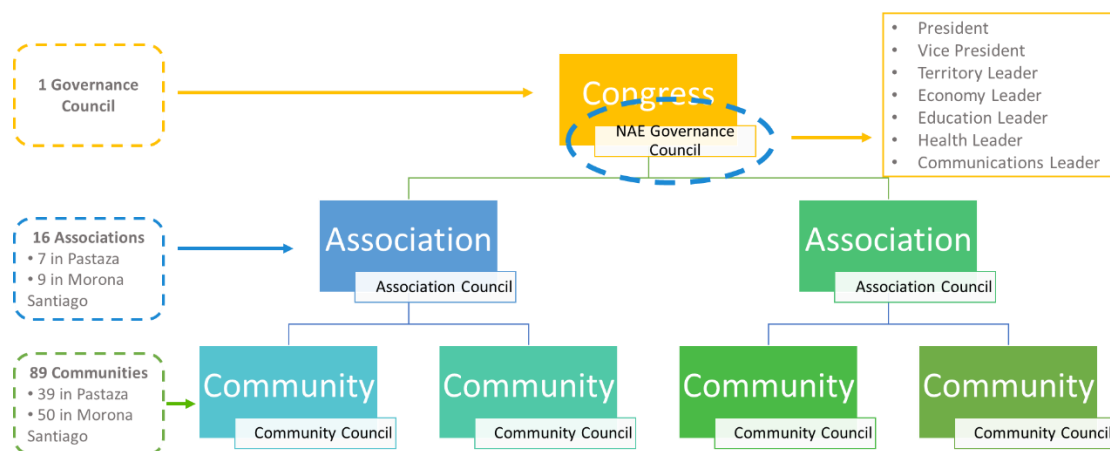 1 Governance
Council
Congress
NAE Governance
Council
• President
• Vice President
• Territory Leader
• Economy Leader
• Education Leader
• Health Leader
• Communications Leader
16 Associations
• 7 in Pastaza
• 9 in Morona
Santiago
Association
Association Council
Association
Association Council
89 Communities
• 39 in Pastaza
• 50 in Morona
Santiago
Community
Community Council
Community
Community Council
Community
Community Council
Community
Community Council